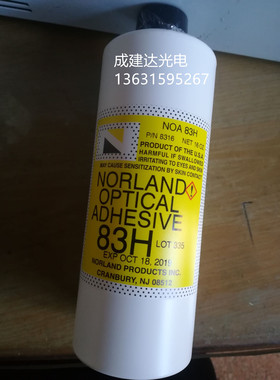 成建达光电
13631595267
NOA 83H
P/N 8316 NET 16 OZ.
PRODUCT OF THE U.S.A.
HARMFUL IF SWALLOWED
IRRITATING TO EYES AND SKIN
MAY CAUSE SENSITIZATION BY SKIN CONTACT
N
NORLAND
OPTICAL
ADHESIVE
83H LOT 335
EXP OCT 18, 201
NORLAND PRODUCTS INC.
CRANBURY, NJ 08512